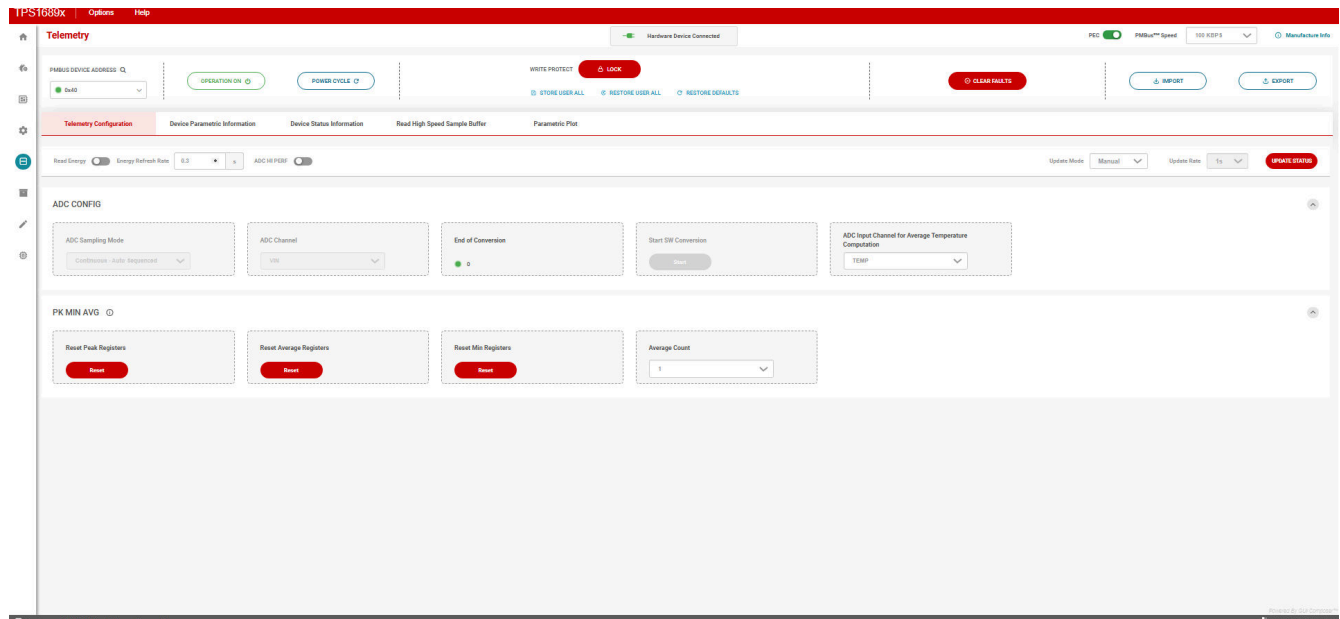 TPS1689x | Options Help
Telemetry Hardware Device Connected PEC PMBus™ Speed 100 KBPS Manufacture Info
PMBUS DEVICE ADDRESS
0x40
OPERATION ON
POWER CYCLE
WRITE PROTECT LOCK
STORE USER ALL RESTORE USER ALL RESTORE DEFAULTS
CLEAR FAULTS
IMPORT
EXPORT
Telemetry Configuration Device Parametric Information Device Status Information Read High Speed Sample Buffer Parametric Plot
Read Energy Energy Refresh Rate 0.3 s ADC HI PERF Update Mode Manual Update Rate 1s UPDATE STATUS
ADC CONFIG
ADC Sampling Mode
Continuous - Auto Sequenced
ADC Channel
VIN
End of Conversion
0
Start SW Conversion
Start
ADC Input Channel for Average Temperature
Computation
TEMP
PK MIN AVG
Reset Peak Registers
Reset
Reset Average Registers
Reset
Reset Min Registers
Reset
Average Count
1
Powered By GUI Composer™